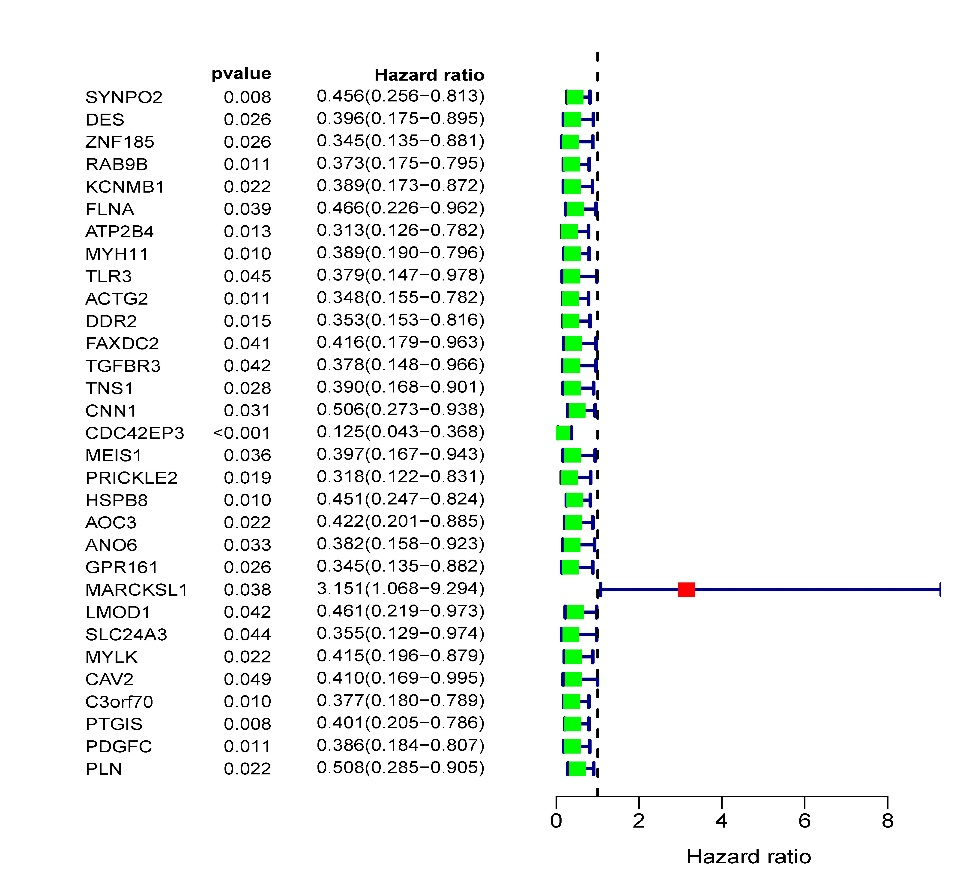 pvalue Hazard ratio
SYNPO2 0.008 0.456(0.256−0.813)
DES 0.026 0.396(0.175−0.895)
ZNF185 0.026 0.345(0.135−0.881)
RAB9B 0.011 0.373(0.175−0.795)
KCNMB1 0.022 0.389(0.173−0.872)
FLNA 0.039 0.466(0.226−0.962)
ATP2B4 0.013 0.313(0.126−0.782)
MYH11 0.010 0.389(0.190−0.796)
TLR3 0.045 0.379(0.147−0.978)
ACTG2 0.011 0.348(0.155−0.782)
DDR2 0.015 0.353(0.153−0.816)
FAXDC2 0.041 0.416(0.179−0.963)
TGFBR3 0.042 0.378(0.148−0.966)
TNS1 0.028 0.390(0.168−0.901)
CNN1 0.031 0.506(0.273−0.938)
CDC42EP3 <0.001 0.125(0.043−0.368)
MEIS1 0.036 0.397(0.167−0.943)
PRICKLE2 0.019 0.318(0.122−0.831)
HSPB8 0.010 0.451(0.247−0.824)
AOC3 0.022 0.422(0.201−0.885)
ANO6 0.033 0.382(0.158−0.923)
GPR161 0.026 0.345(0.135−0.882)
MARCKSL1 0.038 3.151(1.068−9.294)
LMOD1 0.042 0.461(0.219−0.973)
SLC24A3 0.044 0.355(0.129−0.974)
MYLK 0.022 0.415(0.196−0.879)
CAV2 0.049 0.410(0.169−0.995)
C3orf70 0.010 0.377(0.180−0.789)
PTGIS 0.008 0.401(0.205−0.786)
PDGFC 0.011 0.386(0.184−0.807)
PLN 0.022 0.508(0.285−0.905)
0 2 4 6 8
Hazard ratio